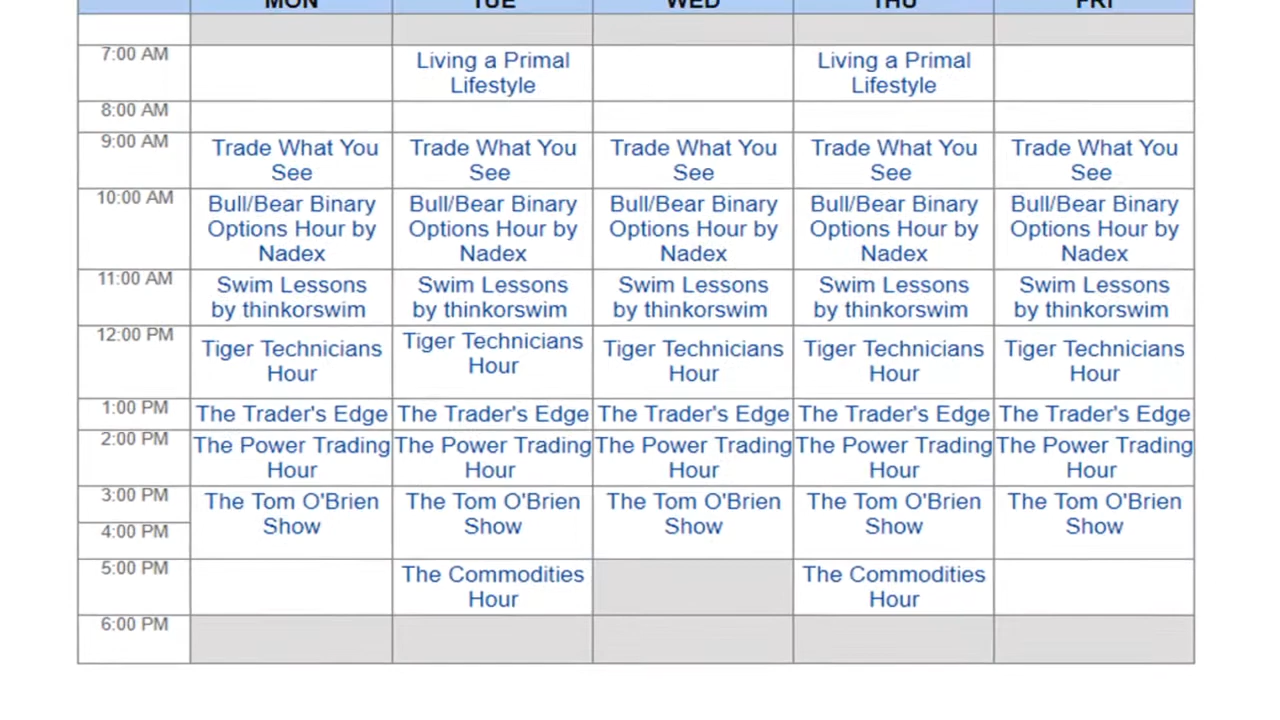 MON TUE WED THU FRI
7:00 AM
Living a Primal Lifestyle
Living a Primal Lifestyle
8:00 AM
9:00 AM
Trade What You See
Trade What You See
Trade What You See
Trade What You See
Trade What You See
10:00 AM
Bull/Bear Binary Options Hour by Nadex
Bull/Bear Binary Options Hour by Nadex
Bull/Bear Binary Options Hour by Nadex
Bull/Bear Binary Options Hour by Nadex
Bull/Bear Binary Options Hour by Nadex
11:00 AM
Swim Lessons by thinkorswim
Swim Lessons by thinkorswim
Swim Lessons by thinkorswim
Swim Lessons by thinkorswim
Swim Lessons by thinkorswim
12:00 PM
Tiger Technicians Hour
Tiger Technicians Hour
Tiger Technicians Hour
Tiger Technicians Hour
Tiger Technicians Hour
1:00 PM
The Trader's Edge
The Trader's Edge
The Trader's Edge
The Trader's Edge
The Trader's Edge
2:00 PM
The Power Trading Hour
The Power Trading Hour
The Power Trading Hour
The Power Trading Hour
The Power Trading Hour
3:00 PM
The Tom O'Brien Show
The Tom O'Brien Show
The Tom O'Brien Show
The Tom O'Brien Show
The Tom O'Brien Show
4:00 PM
5:00 PM
The Commodities Hour
The Commodities Hour
6:00 PM